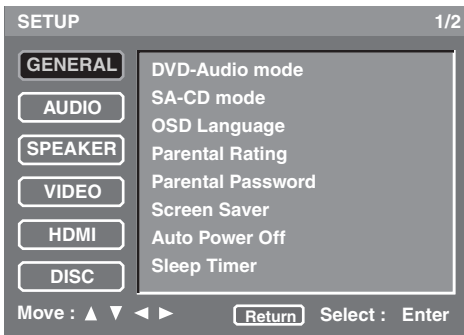 SETUP 1/2
GENERAL
AUDIO
SPEAKER
VIDEO
HDMI
DISC
DVD-Audio mode
SA-CD mode
OSD Language
Parental Rating
Parental Password
Screen Saver
Auto Power Off
Sleep Timer
Move : ▲ ▼ ◄ ► Return Select : Enter